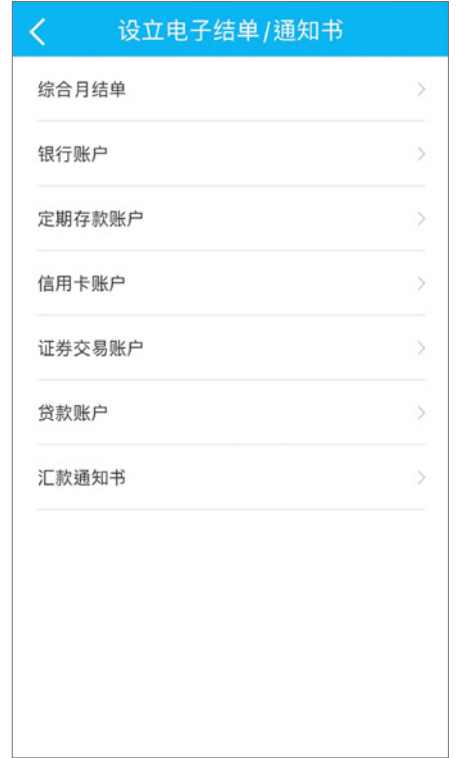 设立电子结单/通知书
综合月结单
银行账户
定期存款账户
信用卡账户
证券交易账户
贷款账户
汇款通知书